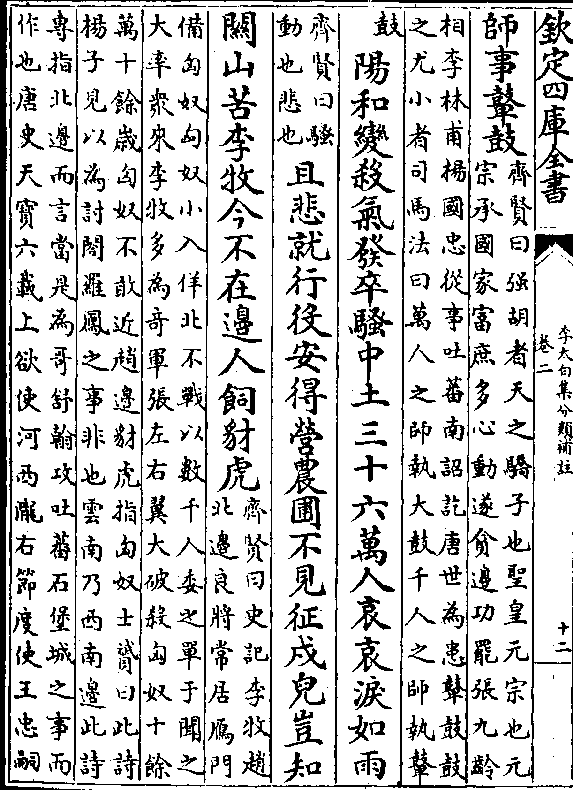 欽定四庫全書
李太白集分類補註
卷二
十二
師事鼙鼓
齊賢曰强胡者天之驕子也聖皇元宗也元
宗承國家富庶多心動遂貪邊功罷張九齡
相李林甫楊國忠從事吐蕃南詔訖唐世為患鼙鼓鼓
之尤小者司馬法曰萬人之師執大鼓千人之師執鼙
鼓
陽和變殺氣發卒騷中土三十六萬人哀哀淚如雨
齊賢曰騷
動也悲也
且悲就行役安得營農圃不見征戍兒豈知
關山苦李牧今不在邊人飼豺虎
齊賢曰史記李牧趙
北邊良將常居鴈門
備匈奴匈奴小入佯北不戰以數千人委之單于聞之
大率衆來李牧多為奇軍張左右翼大破殺匈奴十餘
萬十餘歲匈奴不敢近趙邊豺虎指匈奴士贇曰此詩
楊子見以為討閤羅鳳之事非也雲南乃西南邊此詩
專指北邊而言當是為哥舒翰攻吐蕃石堡城之事而
作也唐史天寳六載上欲使河西隴右節度使王忠嗣